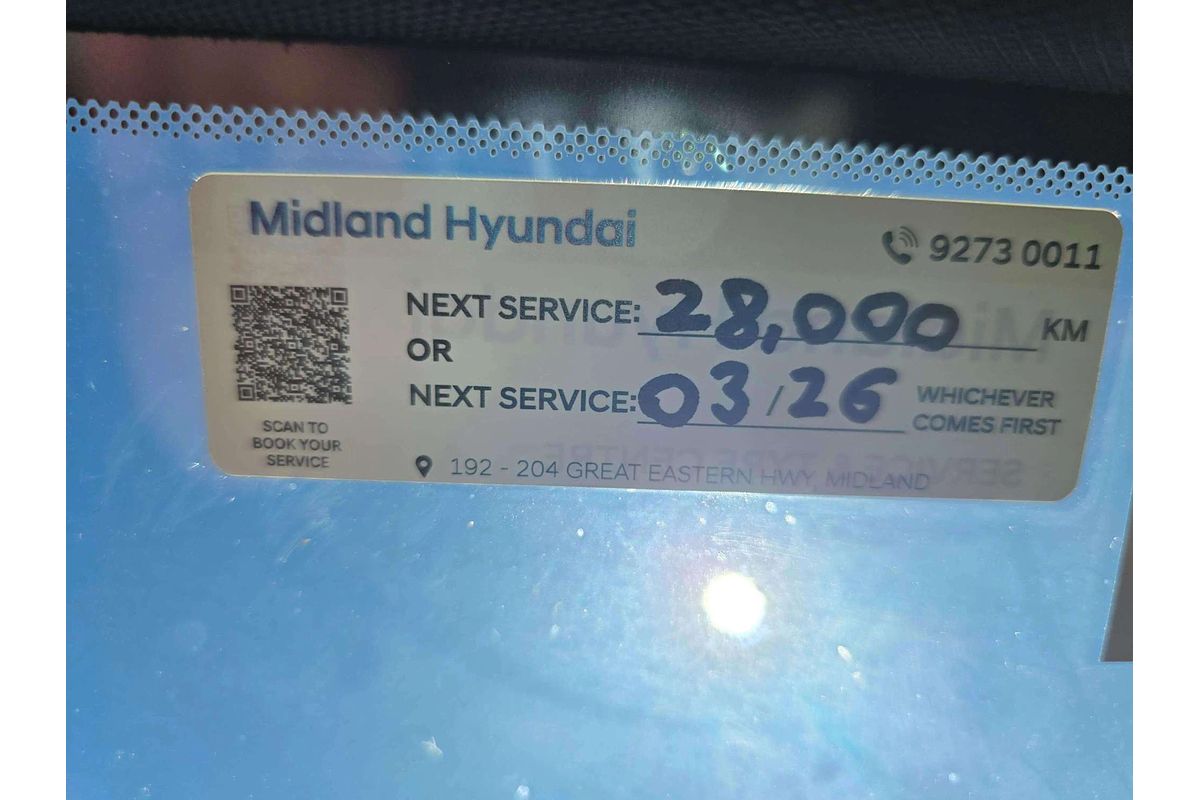 Midland Hyundai
9273 0011
NEXT SERVICE: 28,000 KM
OR
NEXT SERVICE: 03/26 WHICHEVER COMES FIRST
SCAN TO
BOOK YOUR
SERVICE
192 - 204 GREAT EASTERN HWY, MIDLAND